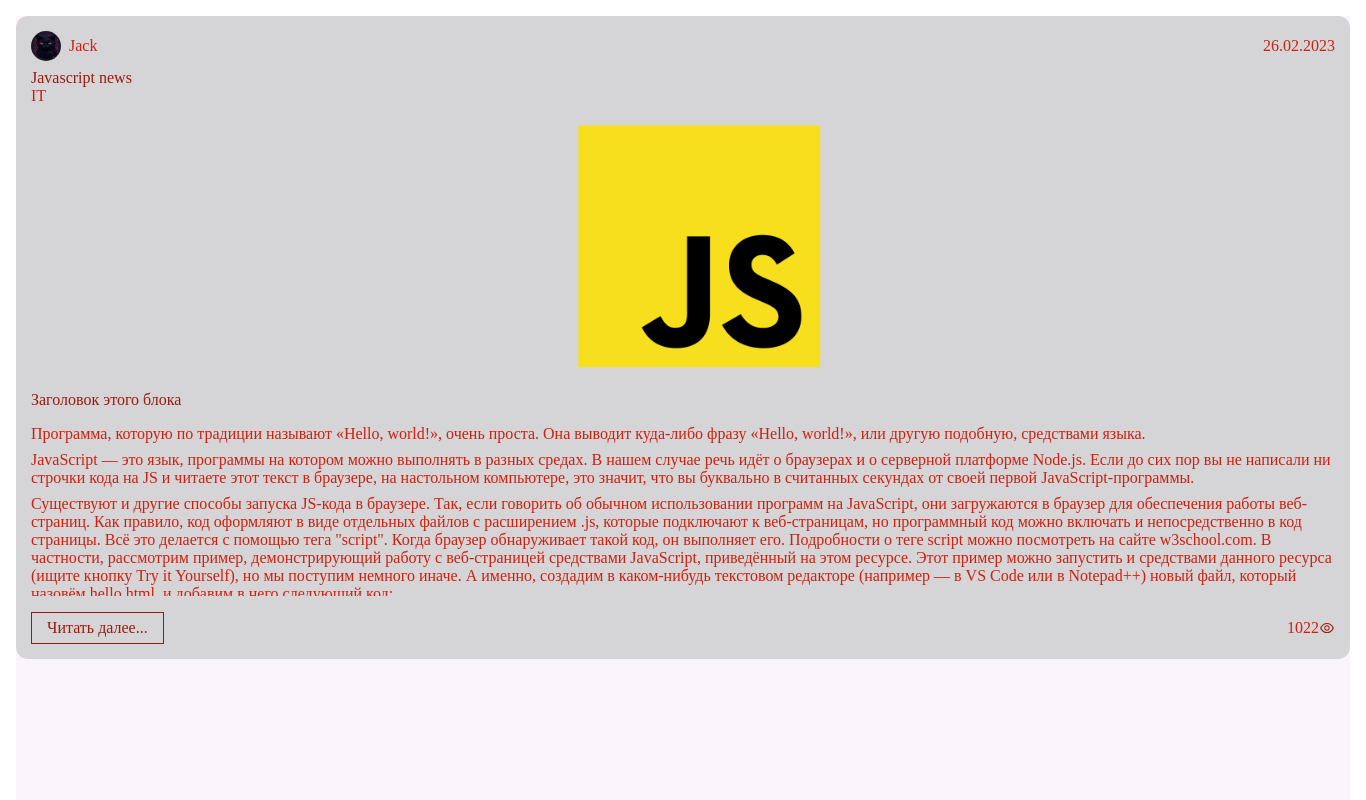 Jack
26.02.2023
Javascript news
IT
JS
Заголовок этого блока
Программа, которую по традиции называют «Hello, world!», очень проста. Она выводит куда-либо фразу «Hello, world!», или другую подобную, средствами языка.
JavaScript — это язык, программы на котором можно выполнять в разных средах. В нашем случае речь идёт о браузерах и о серверной платформе Node.js. Если до сих пор вы не написали ни
строчки кода на JS и читаете этот текст в браузере, на настольном компьютере, это значит, что вы буквально в считанных секундах от своей первой JavaScript-программы.
Существуют и другие способы запуска JS-кода в браузере. Так, если говорить об обычном использовании программ на JavaScript, они загружаются в браузер для обеспечения работы веб-
страниц. Как правило, код оформляют в виде отдельных файлов с расширением .js, которые подключают к веб-страницам, но программный код можно включать и непосредственно в код
страницы. Всё это делается с помощью тега "script". Когда браузер обнаруживает такой код, он выполняет его. Подробности о теге script можно посмотреть на сайте w3school.com. В
частности, рассмотрим пример, демонстрирующий работу с веб-страницей средствами JavaScript, приведённый на этом ресурсе. Этот пример можно запустить и средствами данного ресурса
(ищите кнопку Try it Yourself), но мы поступим немного иначе. А именно, создадим в каком-нибудь текстовом редакторе (например — в VS Code или в Notepad++) новый файл, который
назовём hello.html, и добавим в него следующий код:
Читать далее...
1022